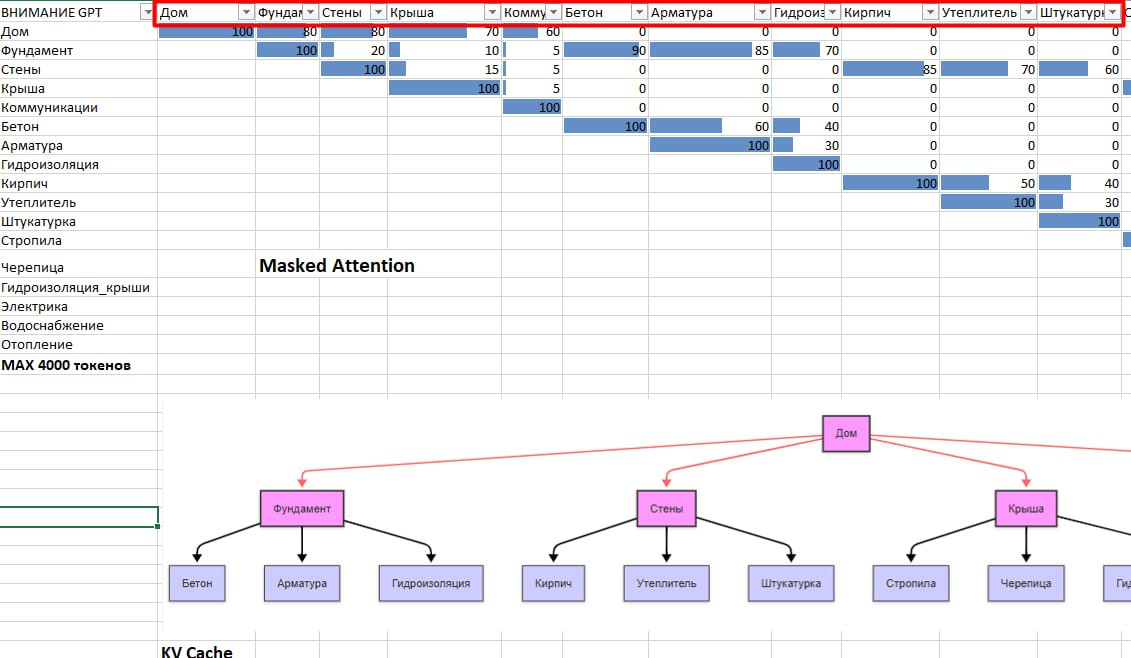 ВНИМАНИЕ GPT Дом Фундам Стены Крыша Комму Бетон Арматура Гидроиз Кирпич Утеплитель Штукатурк
Дом 100 80 80 70 60 0 0 0 0 0 0
Фундамент 100 20 10 5 90 85 70 0 0 0
Стены 100 15 5 0 0 0 85 70 60
Крыша 100 5 0 0 0 0 0 0
Коммуникации 100 0 0 0 0 0 0
Бетон 100 60 40 0 0 0
Арматура 100 30 0 0 0
Гидроизоляция 100 0 0 0
Кирпич 100 50 40
Утеплитель 100 30
Штукатурка 100
Стропила
Черепица Masked Attention
Гидроизоляция_крыши
Электрика
Водоснабжение
Отопление
MAX 4000 токенов
Дом
Фундамент Стены Крыша
Бетон Арматура Гидроизоляция Кирпич Утеплитель Штукатурка Стропила Черепица Гид
KV Cache